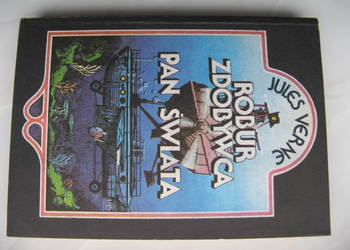 JULES VERNE
ROBUR
ZDOBYWCA
PAN ŚWIATA